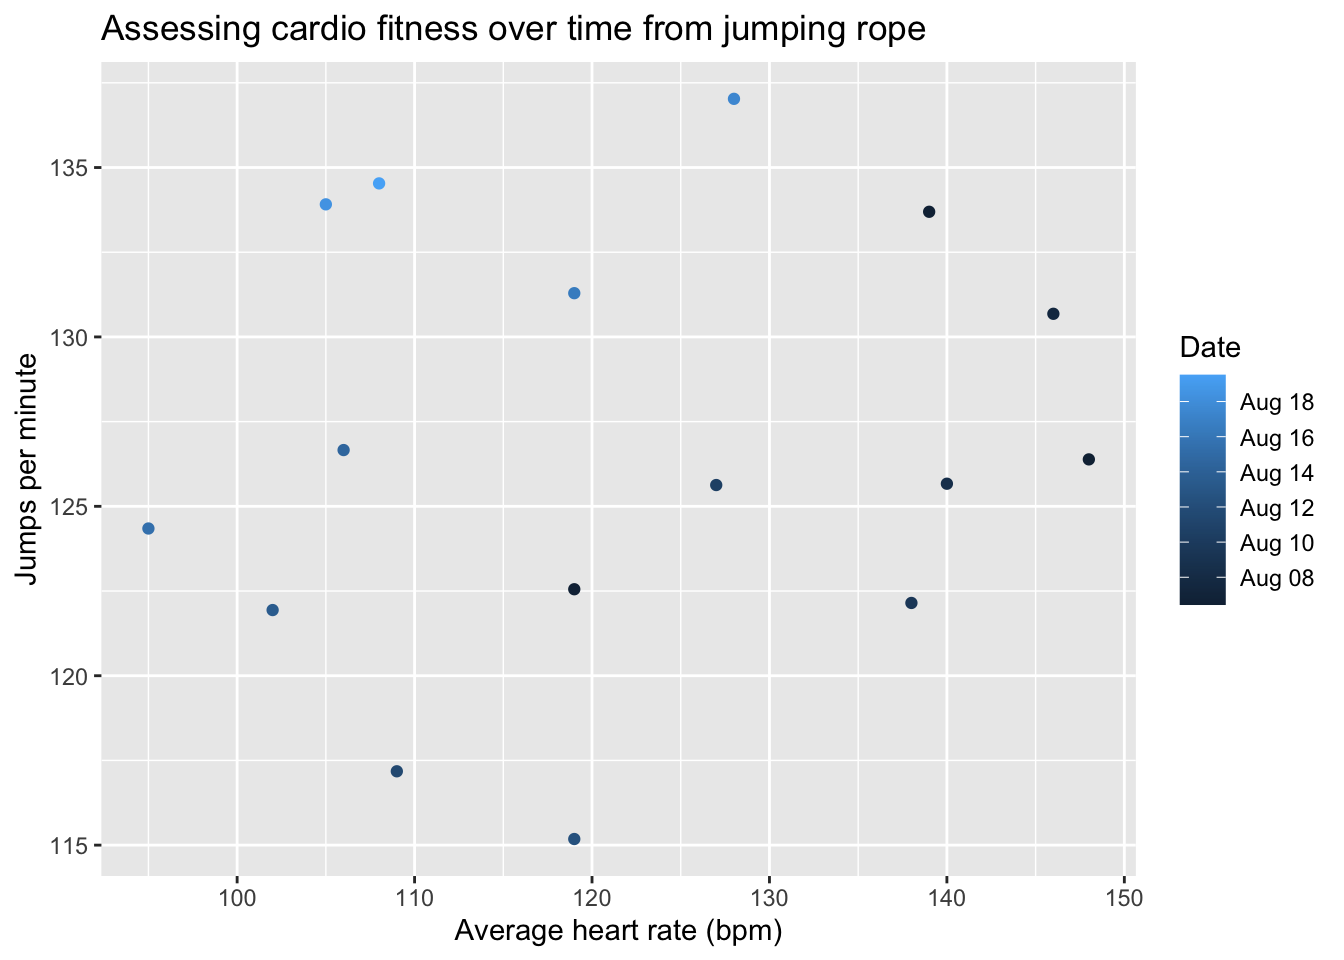 Assessing cardio fitness over time from jumping rope
135
130
125
120
115
Jumps per minute
100 110 120 130 140 150
Average heart rate (bpm)
Date
Aug 18
Aug 16
Aug 14
Aug 12
Aug 10
Aug 08